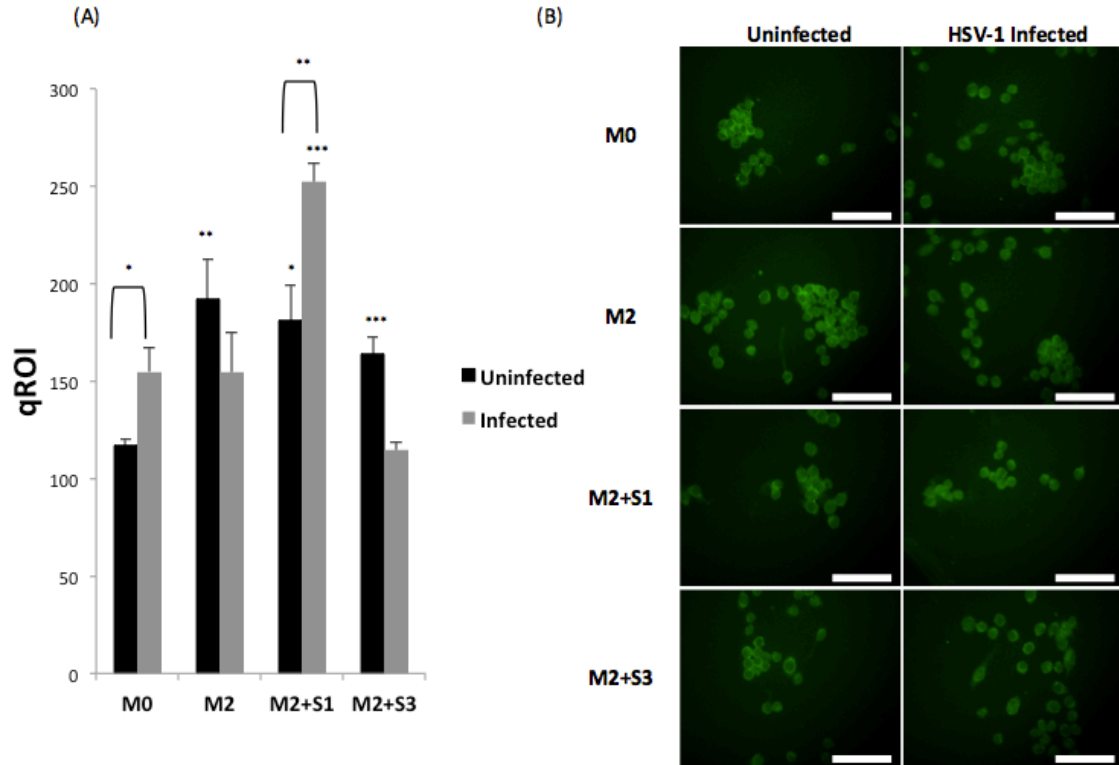 (A)
**
300
***
250
**
*
200
*
***
qROI
150
Uninfected
Infected
100
50
0
M0 M2 M2+S1 M2+S3
(B)
Uninfected HSV-1 Infected
M0
M2
M2+S1
M2+S3